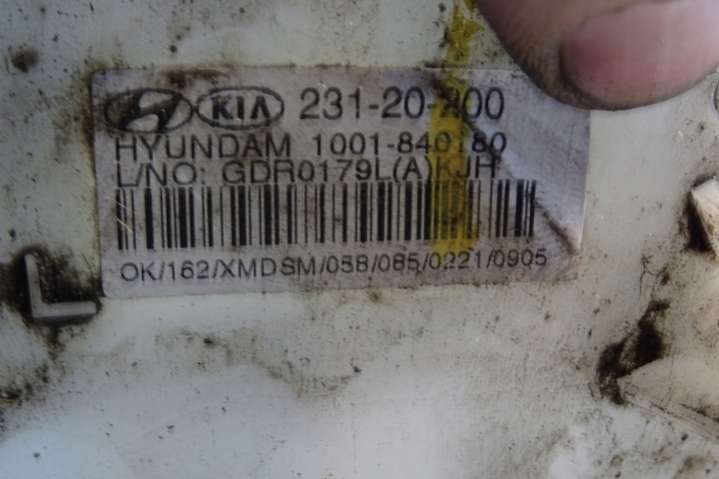 KIA 231-20-200
HYUNDAM 1001-840180
L/NO: GDR0179L(A)KJH
OK/162/XMDSM/058/085/0221/0905
L